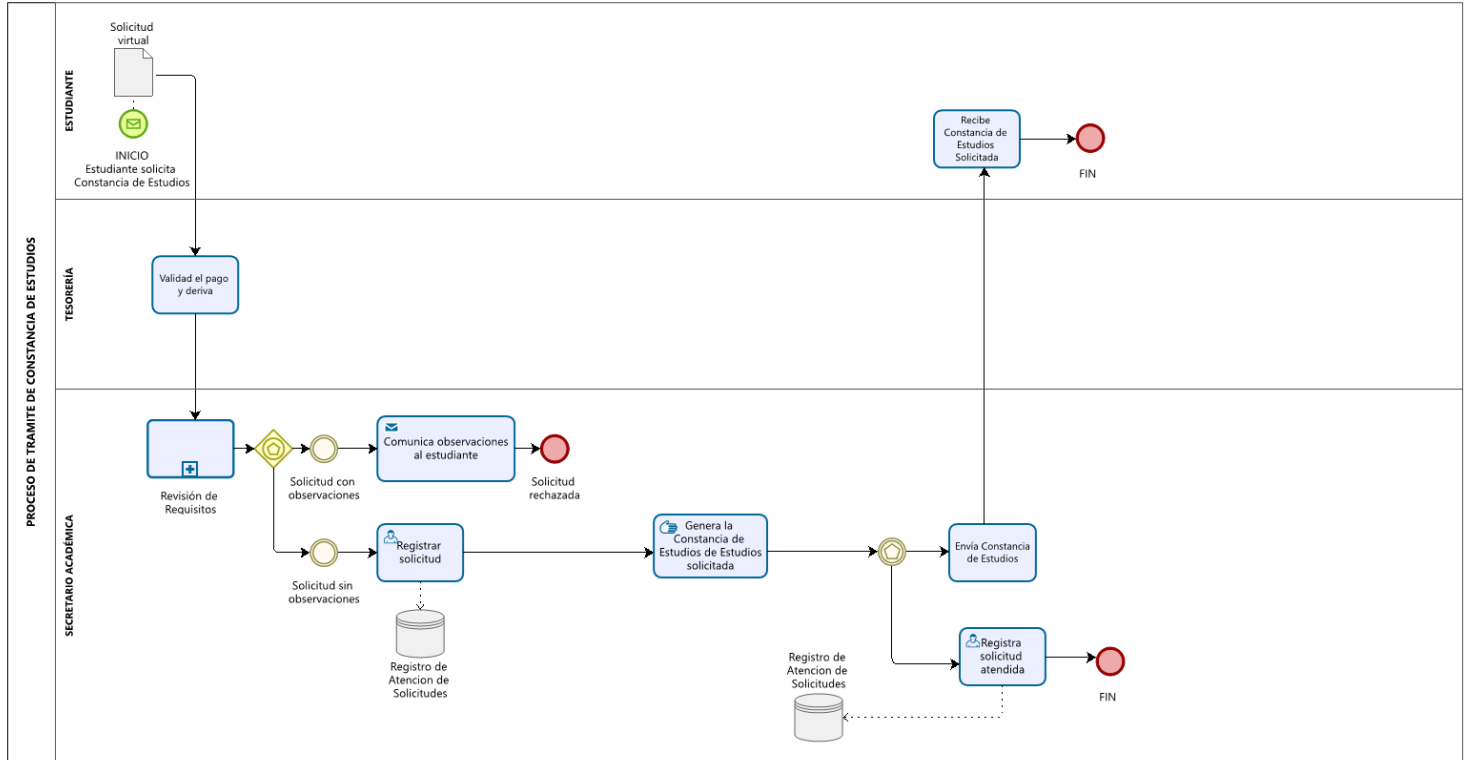 PROCESO DE TRAMITE DE CONSTANCIA DE ESTUDIOS
ESTUDIANTE
Solicitud
virtual
INICIO
Estudiante solicita
Constancia de Estudios
Recibe
Constancia de
Estudios
Solicitada
FIN
TESORERÍA
Validad el pago
y deriva
SECRETARIO ACADÉMICA
Revisión de
Requisitos
Solicitud con
observaciones
Comunica observaciones
al estudiante
Solicitud
rechazada
Solicitud sin
observaciones
Registrar
solicitud
Registro de
Atencion de
Solicitudes
Genera la
Constancia de
Estudios de Estudios
solicitada
Envía Constancia
de Estudios
Registra
solicitud
atendida
FIN
Registro de
Atencion de
Solicitudes